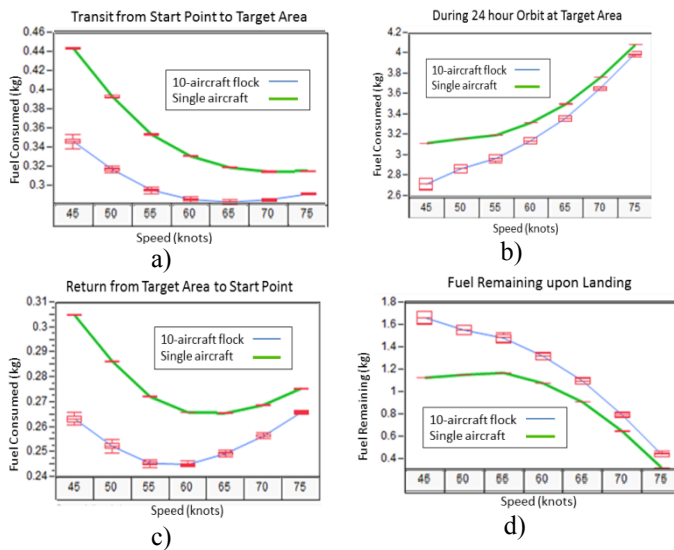 Transit from Start Point to Target Area
0.46
0.44
0.42
0.4
0.38
0.36
0.34
0.32
0.3
Fuel Consumed (kg)
10-aircraft flock
Single aircraft
45 50 55 60 65 70 75
Speed (knots)
a)
During 24 hour Orbit at Target Area
4.2
4
3.8
3.6
3.4
3.2
3
2.8
2.6
Fuel Consumed (kg)
10-aircraft flock
Single aircraft
45 50 55 60 65 70 75
Speed (knots)
b)
Return from Target Area to Start Point
0.31
0.3
0.29
0.28
0.27
0.26
0.25
0.24
Fuel Consumed (kg)
10-aircraft flock
Single aircraft
45 50 55 60 65 70 75
Speed (knots)
c)
Fuel Remaining upon Landing
1.8
1.6
1.4
1.2
1
0.8
0.6
0.4
Fuel Remaining (kg)
10-aircraft flock
Single aircraft
45 50 55 60 65 70 75
Speed (knots)
d)